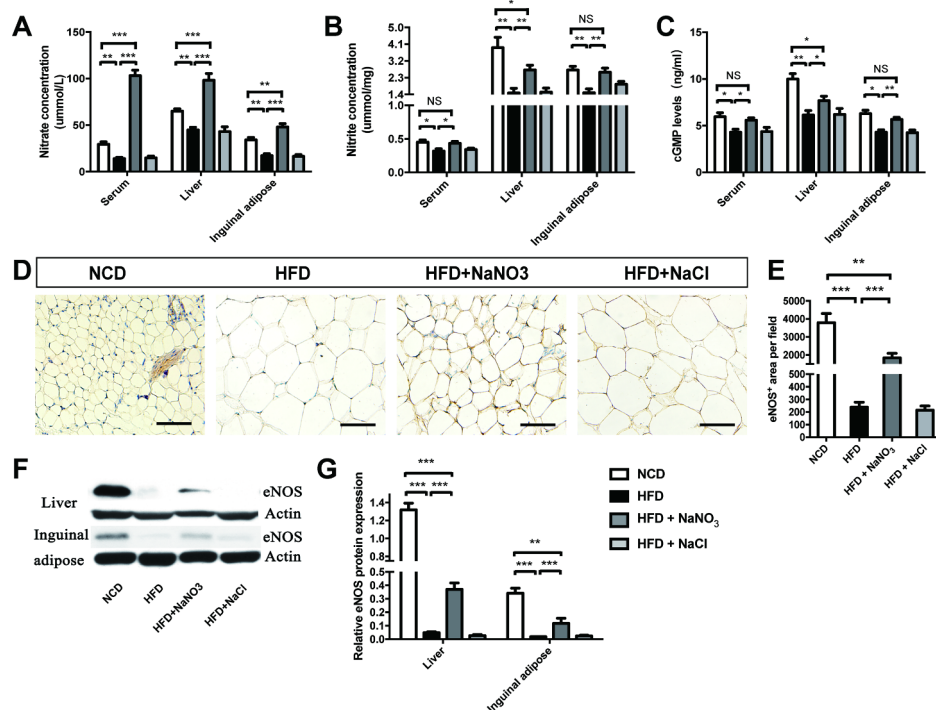 A
Nitrate concentration
(ummol/L)
150
100
50
0
***
** ***
***
** ***
**
** ***
Serum
Liver
Inguinal adipose
B
Nitrite concentration
(ummol/mg)
5.0
4.1
3.2
2.3
1.4
0.5
0.0
NS
* *
*
** **
NS
** **
Serum
Liver
Inguinal adipose
C
cGMP levels (ng/ml)
15
10
5
0
NS
* *
*
** *
NS
* **
Serum
Liver
Inguinal adipose
D
NCD HFD HFD+NaNO3 HFD+NaCl
E
eNOS+ area per field
5000
4000
3000
2000
600
500
400
300
200
100
0
**
*** ***
NCD
HFD
HFD + NaNO3
HFD + NaCl
F
Liver
eNOS
Actin
Inguinal
adipose
eNOS
Actin
NCD
HFD
HFD+NaNO3
HFD+NaCl
G
Relative eNOS protein expression
1.6
1.4
1.2
1.0
0.8
0.4
0.3
0.2
0.1
0.0
***
*** ***
**
*** ***
Liver
Inguinal adipose
NCD
HFD
HFD + NaNO3
HFD + NaCl